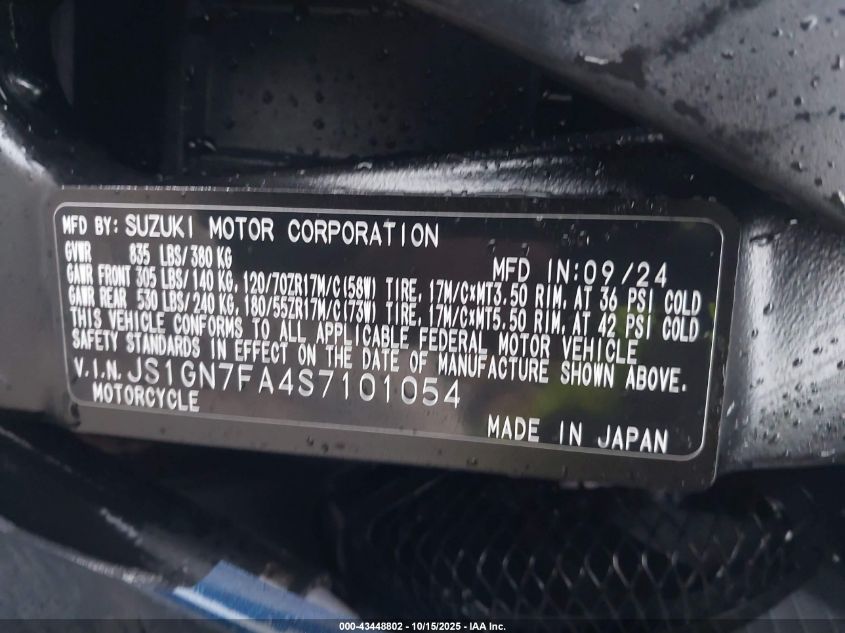 MFD BY: SUZUKI MOTOR CORPORATION
GVWR 835 LBS/380 KG MFD IN:09/24
GAWR FRONT 305 LBS/140 KG, 120/70ZR17M/C(58W) TIRE, 17M/C×MT3.50 RIM, AT 36 PSI COLD
GAWR REAR 530 LBS/240 KG, 180/55ZR17M/C(73W) TIRE, 17M/C×MT5.50 RIM, AT 42 PSI COLD
THIS VEHICLE CONFORMS TO ALL APPLICABLE FEDERAL MOTOR VEHICLE
SAFETY STANDARDS IN EFFECT ON THE DATE OF MANUFACTURE SHOWN ABOVE.
V.I.N. JS1GN7FA4S7101054
MOTORCYCLE
MADE IN JAPAN
000-43448802 - 10/15/2025 - IAA Inc.